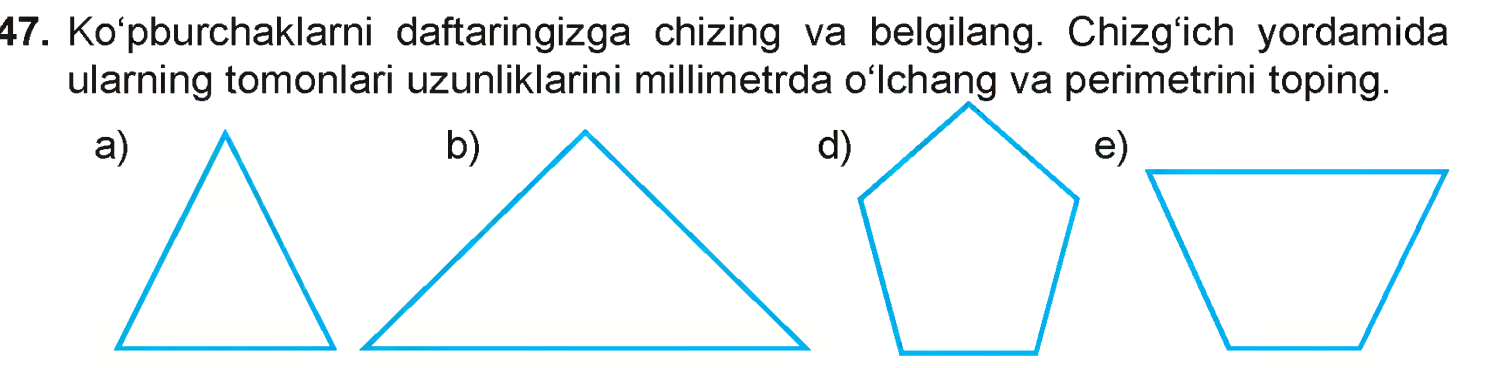 47. Ko‘pburchaklarni daftaringizga chizing va belgilang. Chizg‘ich yordamida
ularning tomonlari uzunliklarini millimetrda o‘lchang va perimetrini toping.
a) b) d) e)